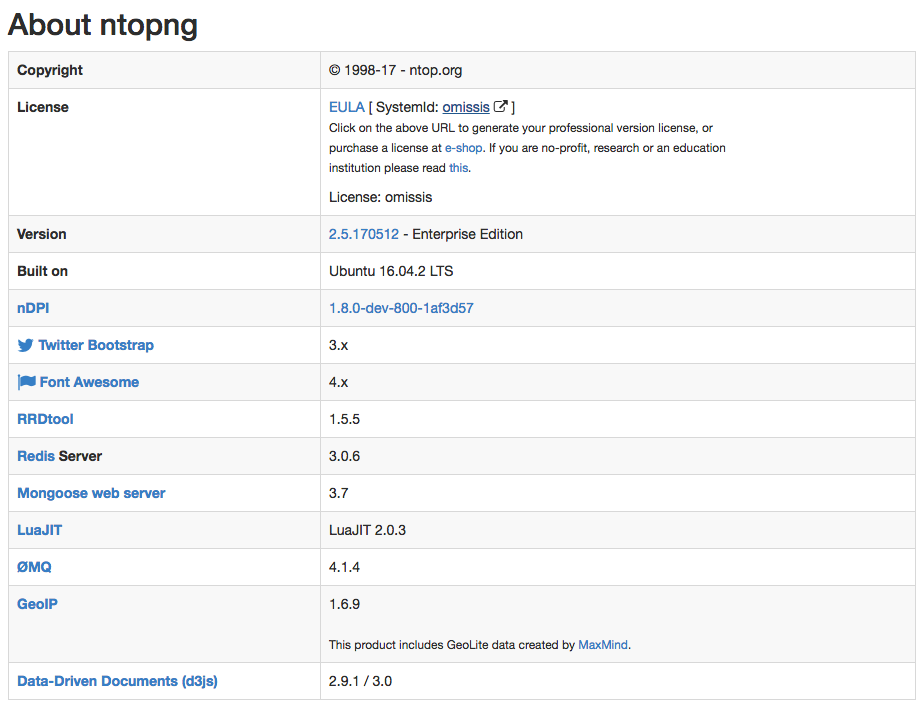 About ntopng
Copyright © 1998-17 - ntop.org
License EULA [ SystemId: omissis ]
Click on the above URL to generate your professional version license, or
purchase a license at e-shop. If you are no-profit, research or an education
institution please read this.
License: omissis
Version 2.5.170512 - Enterprise Edition
Built on Ubuntu 16.04.2 LTS
nDPI 1.8.0-dev-800-1af3d57
Twitter Bootstrap 3.x
Font Awesome 4.x
RRDtool 1.5.5
Redis Server 3.0.6
Mongoose web server 3.7
LuaJIT LuaJIT 2.0.3
ØMQ 4.1.4
GeoIP 1.6.9
This product includes GeoLite data created by MaxMind.
Data-Driven Documents (d3js) 2.9.1 / 3.0